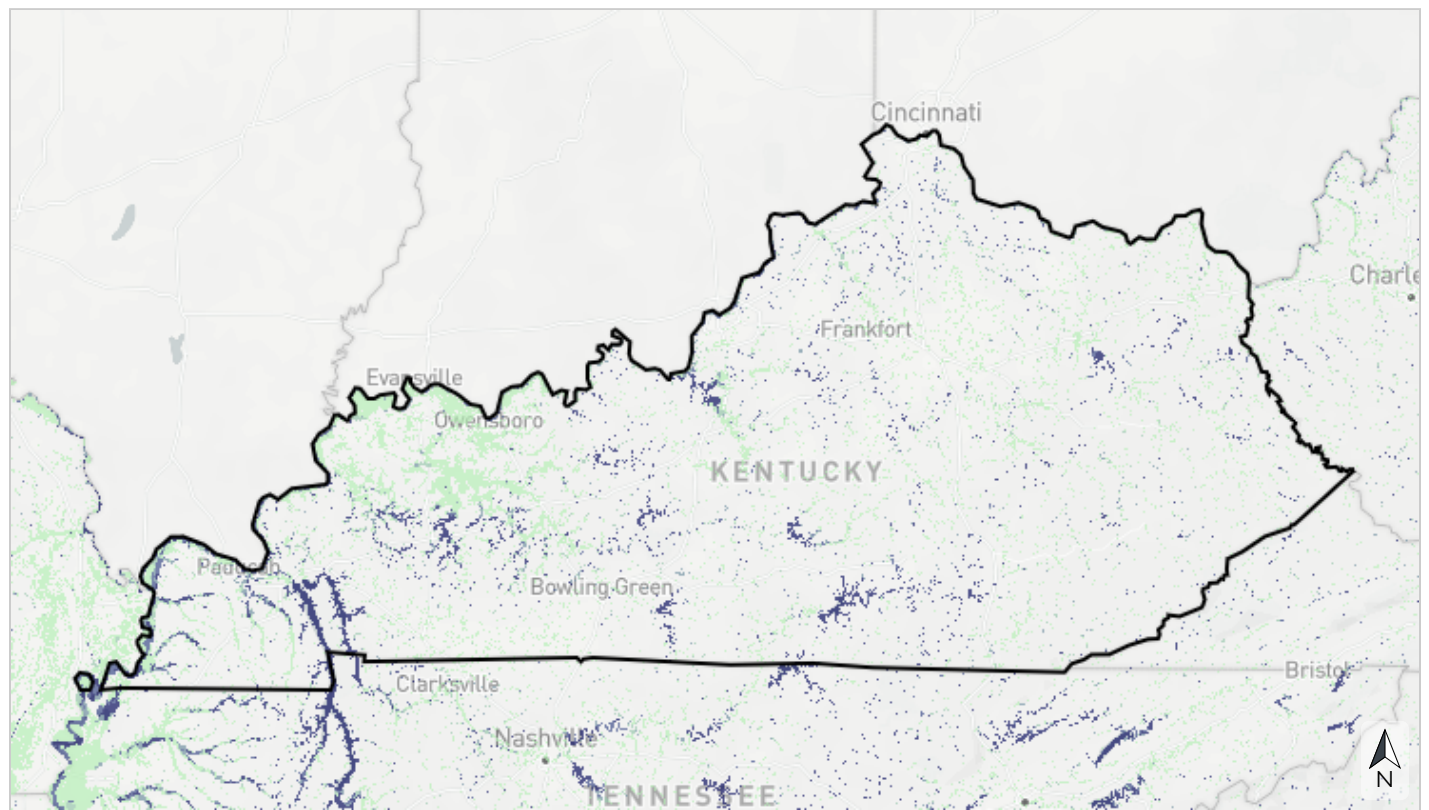 Cincinnati
Charle
Frankfort
Evansville
Owensboro
KENTUCKY
Paducah
Bowling Green
Bristol
Clarksville
Nashville
TENNESSEE
N